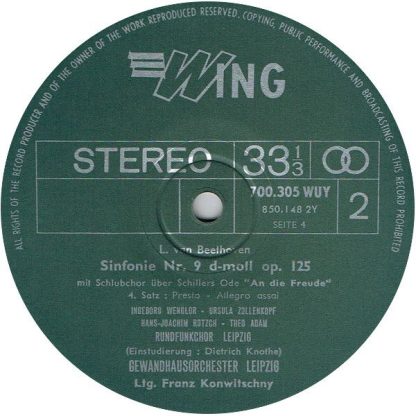 ALL RIGHTS OF THE RECORD PRODUCER AND OF THE OWNER OF THE WORK REPRODUCED RESERVED. COPYING, PUBLIC PERFORMANCE AND BROADCASTING OF THIS RECORD PROHIBITED
WING
STEREO 33 1/3
700.305 WUY
850.148 2Y
SEITE 4
2
L. van Beethoven
Sinfonie Nr. 9 d-moll op. 125
mit Schlußchor über Schillers Ode "An die Freude"
4. Satz : Presto - Allegro assai
INGEBORG WENGLOR - URSULA ZOLLENKOPF
HANS-JOACHIM ROTZCH - THEO ADAM
RUNDFUNKCHOR LEIPZIG
(Einstudierung : Dietrich Knothe)
GEWANDHAUSORCHESTER LEIPZIG
Ltg. Franz Konwitschny